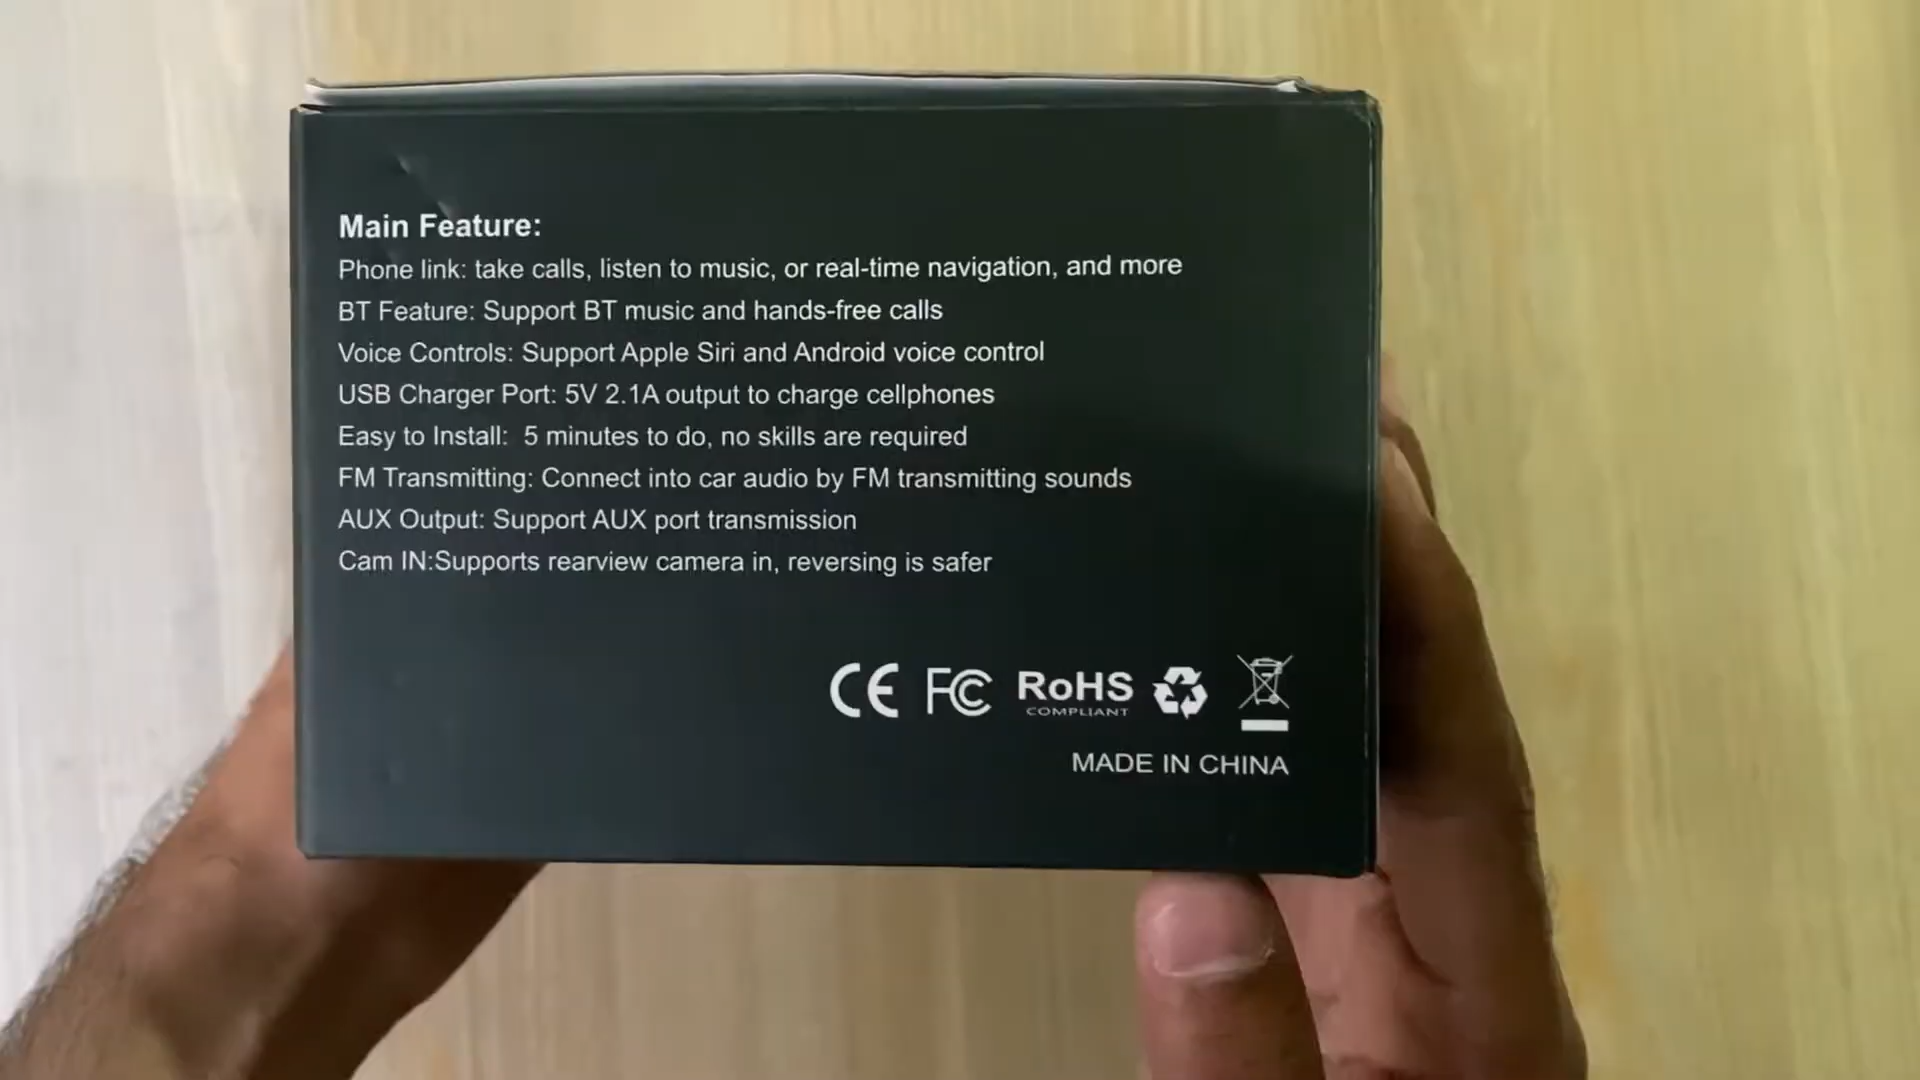 Main Feature:
Phone link: take calls, listen to music, or real-time navigation, and more
BT Feature: Support BT music and hands-free calls
Voice Controls: Support Apple Siri and Android voice control
USB Charger Port: 5V 2.1A output to charge cellphones
Easy to Install:  5 minutes to do, no skills are required
FM Transmitting: Connect into car audio by FM transmitting sounds
AUX Output: Support AUX port transmission
Cam IN:Supports rearview camera in, reversing is safer
CE FC RoHS
COMPLIANT
MADE IN CHINA